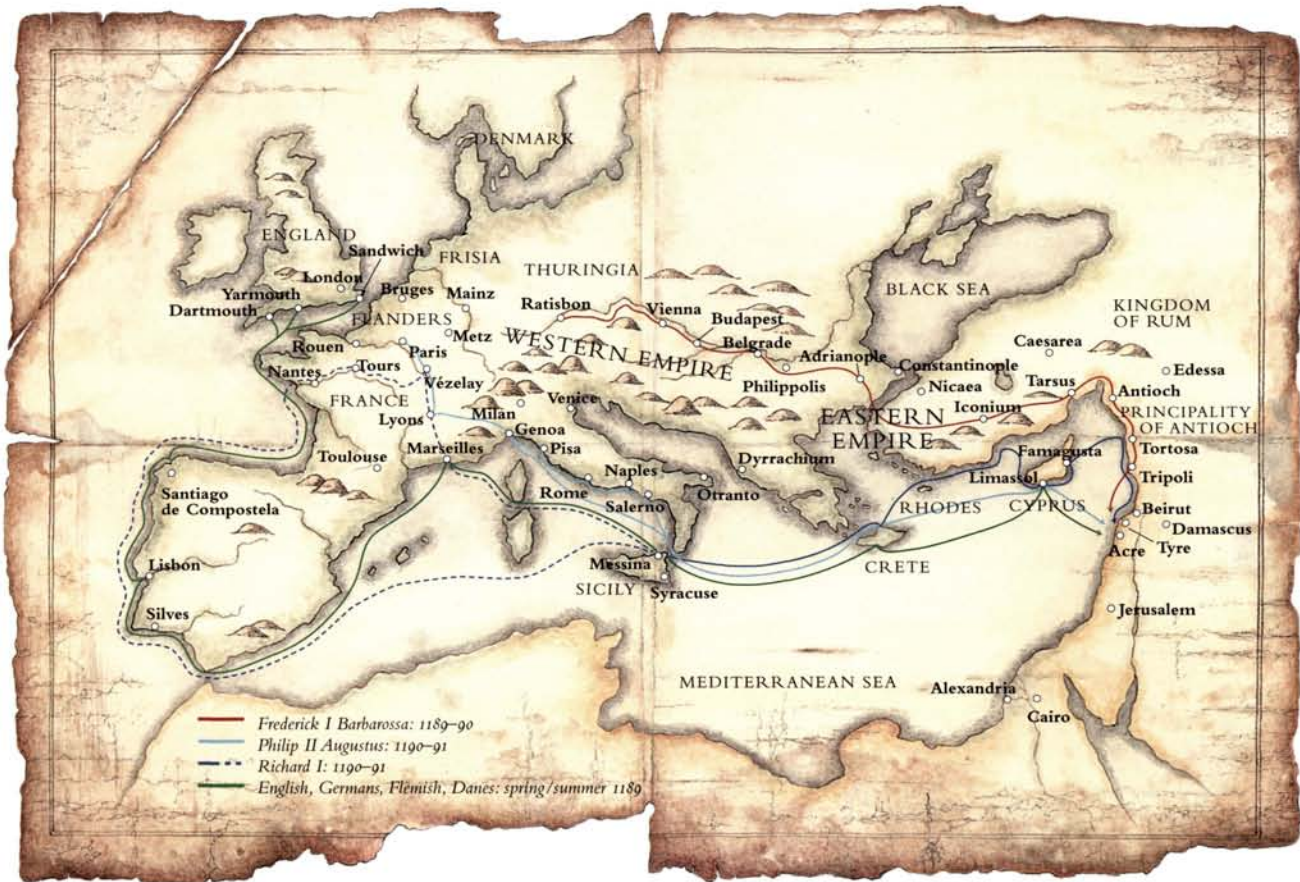 DENMARK
ENGLAND
Sandwich
FRISIA
London
THURINGIA
Yarmouth
Bruges
Mainz
BLACK SEA
Dartmouth
FLANDERS
Ratisbon
Vienna
KINGDOM
OF RUM
Budapest
Rouen
Paris
Metz
WESTERN EMPIRE
Belgrade
Caesarea
Adrianople
Constantinople
Nantes
Tours
Vézelay
Philippolis
Nicaea
Tarsus
Edessa
Antioch
FRANCE
Milan
Venice
Iconium
PRINCIPALITY
OF ANTIOCH
Lyons
Genoa
EASTERN
EMPIRE
Marseilles
Pisa
Tortosa
Toulouse
Dyrrachium
Famagusta
Naples
Limassol
Tripoli
Santiago
de Compostela
Rome
Otranto
Salerno
RHODES
CYPRUS
Beirut
Damascus
Acre
Tyre
Lisbon
Messina
CRETE
SICILY
Syracuse
Silves
Jerusalem
MEDITERRANEAN SEA
Alexandria
Cairo
Frederick I Barbarossa: 1189–90
Philip II Augustus: 1190–91
Richard I: 1190–91
English, Germans, Flemish, Danes: spring/summer 1189